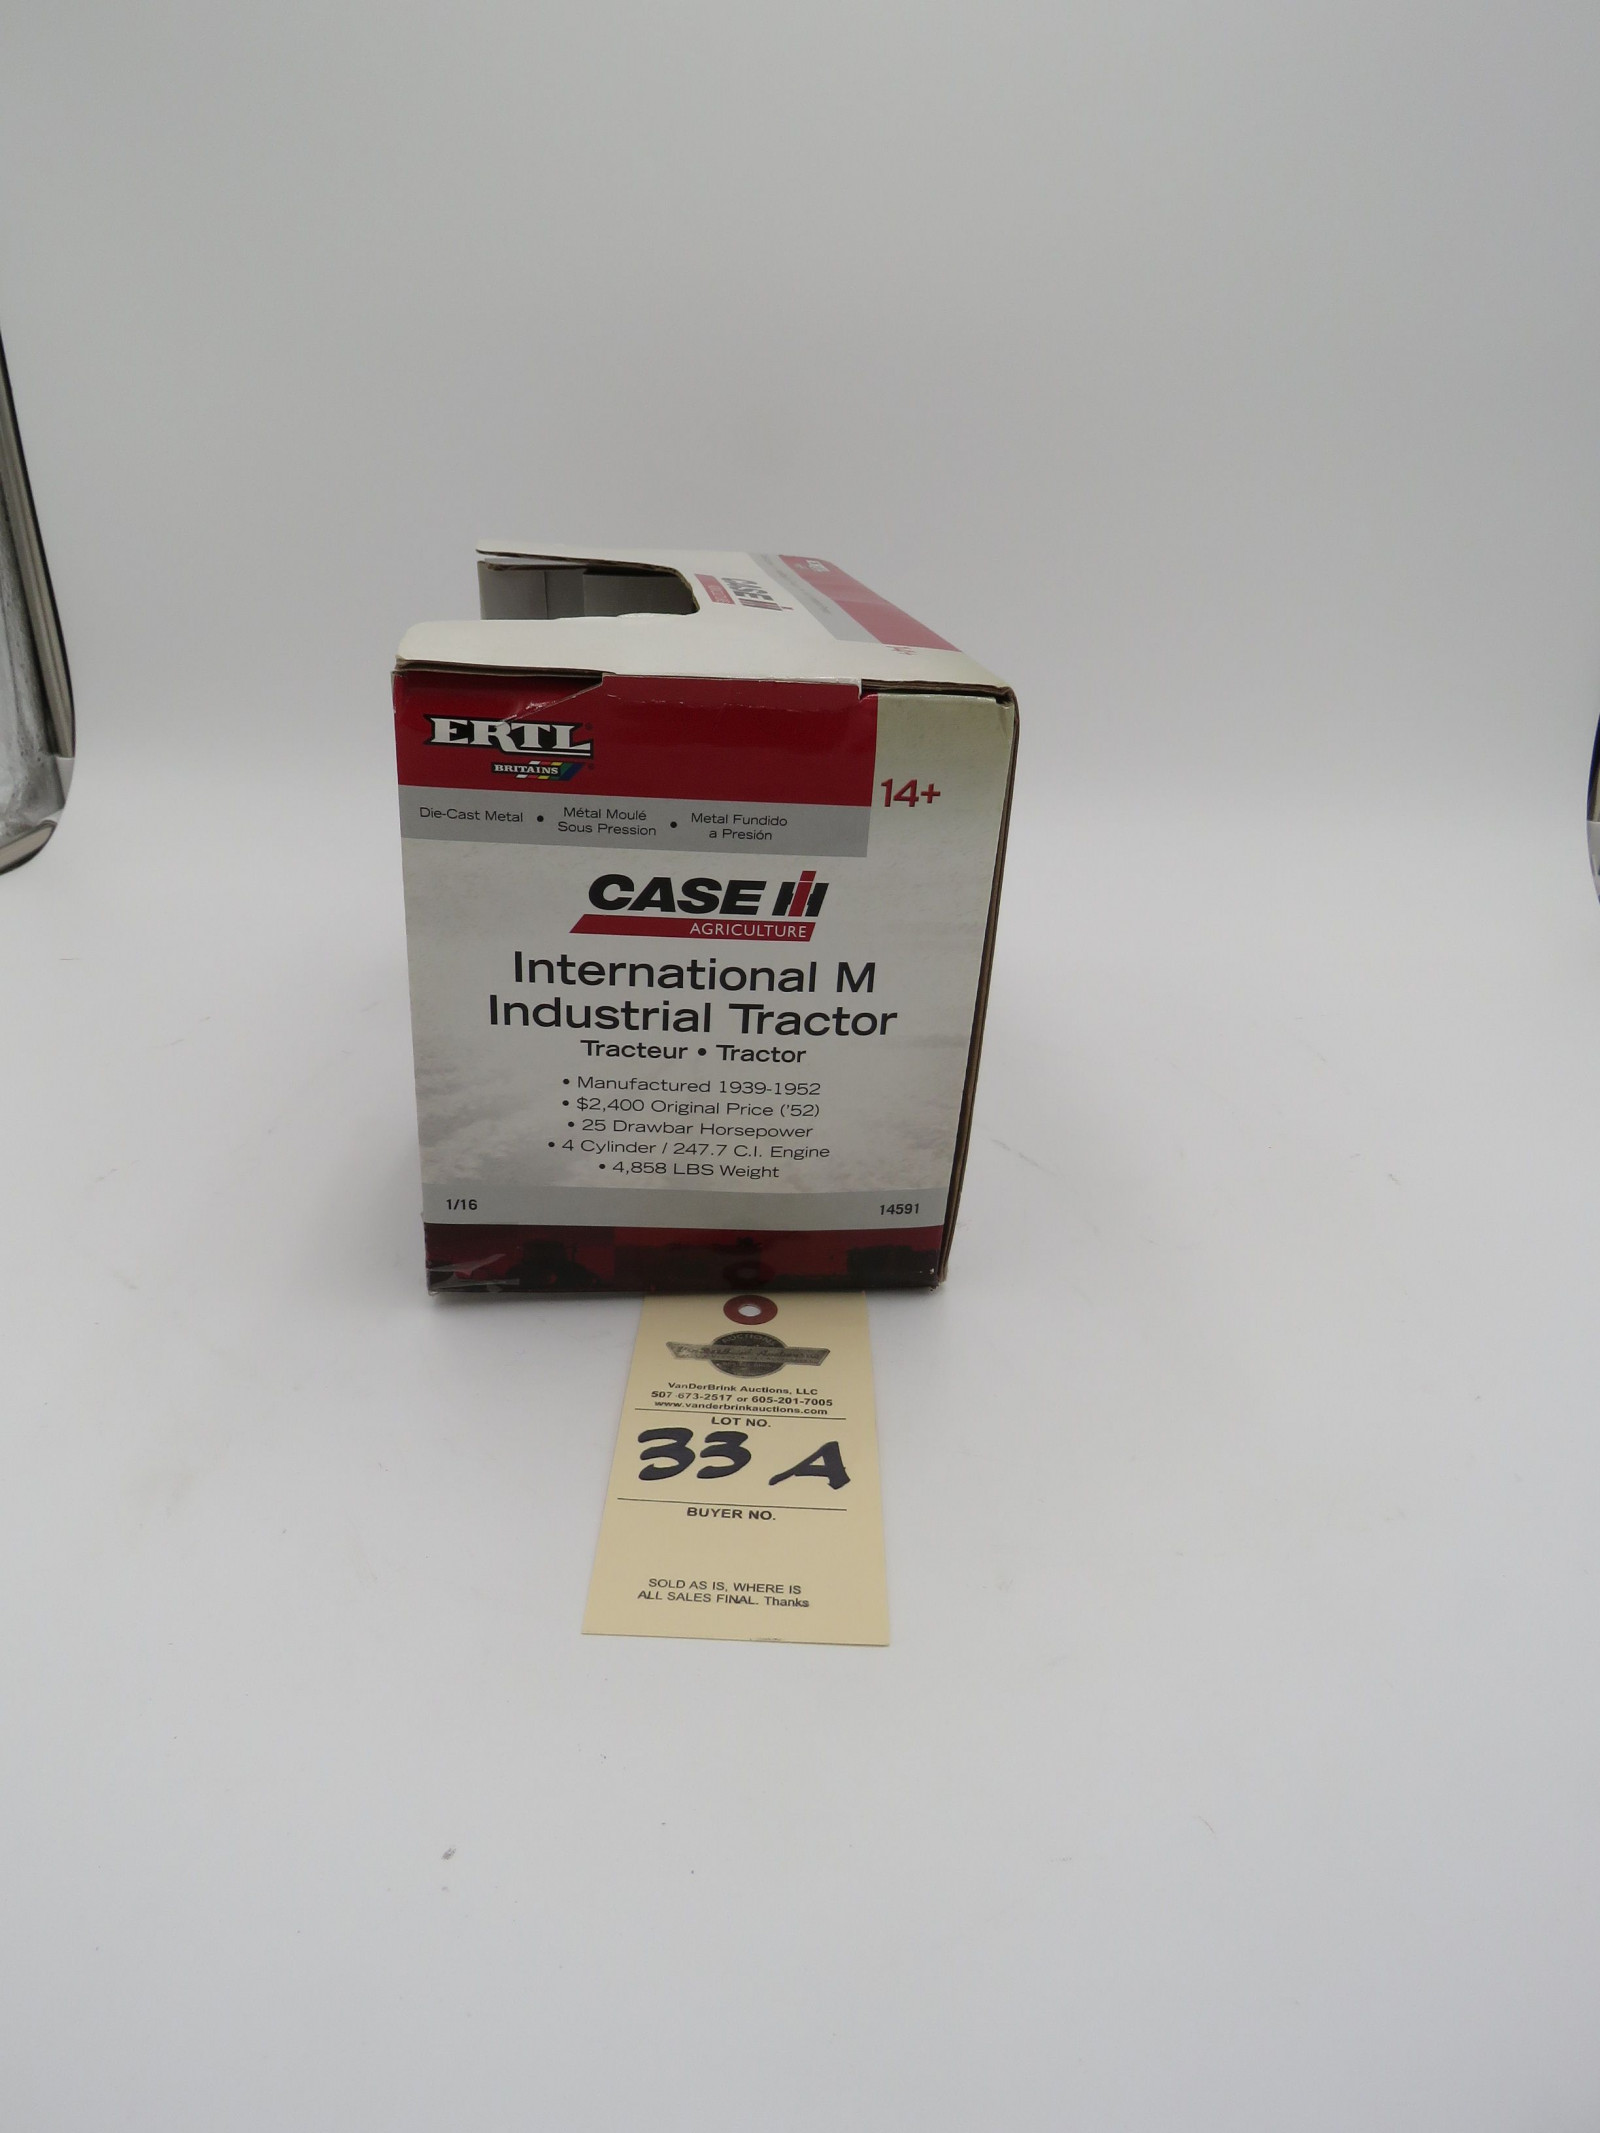 CASE IH
ERTL
BRITAINS
14+
Die-Cast Metal • Métal Moulé Sous Pression • Metal Fundido a Presión
CASE IH
AGRICULTURE
International M
Industrial Tractor
Tracteur • Tractor
• Manufactured 1939-1952
• $2,400 Original Price ('52)
• 25 Drawbar Horsepower
• 4 Cylinder / 247.7 C.I. Engine
• 4,858 LBS Weight
1/16
14591
VanDerBrink Auctions, LLC
507-673-2517 or 605-201-7005
www.vanderbrinkauctions.com
LOT NO.
33 A
BUYER NO.
SOLD AS IS, WHERE IS
ALL SALES FINAL. Thanks